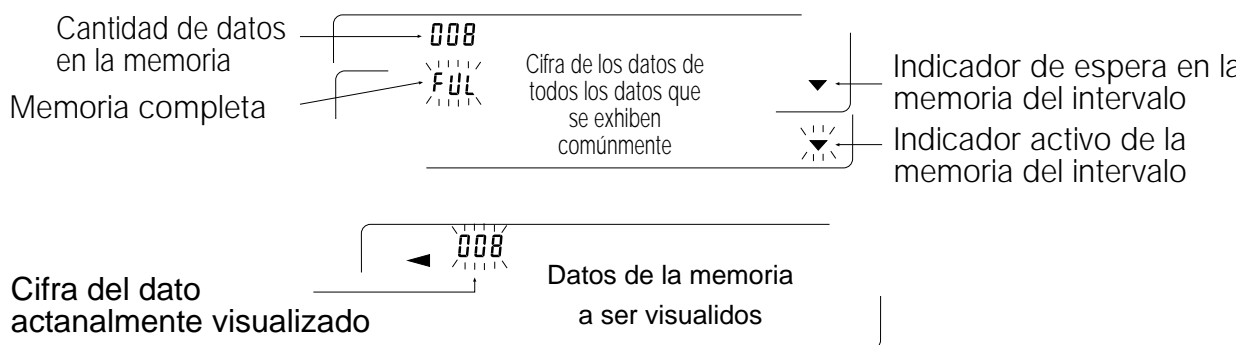 Cantidad de datos
en la memoria
008
Memoria completa
FUL
Cifra de los datos de
todos los datos que
se exhiben
comúnmente
Indicador de espera en la
memoria del intervalo
Indicador activo de la
memoria del intervalo
008
Cifra del dato
actanalmente visualizado
Datos de la memoria
a ser visualidos